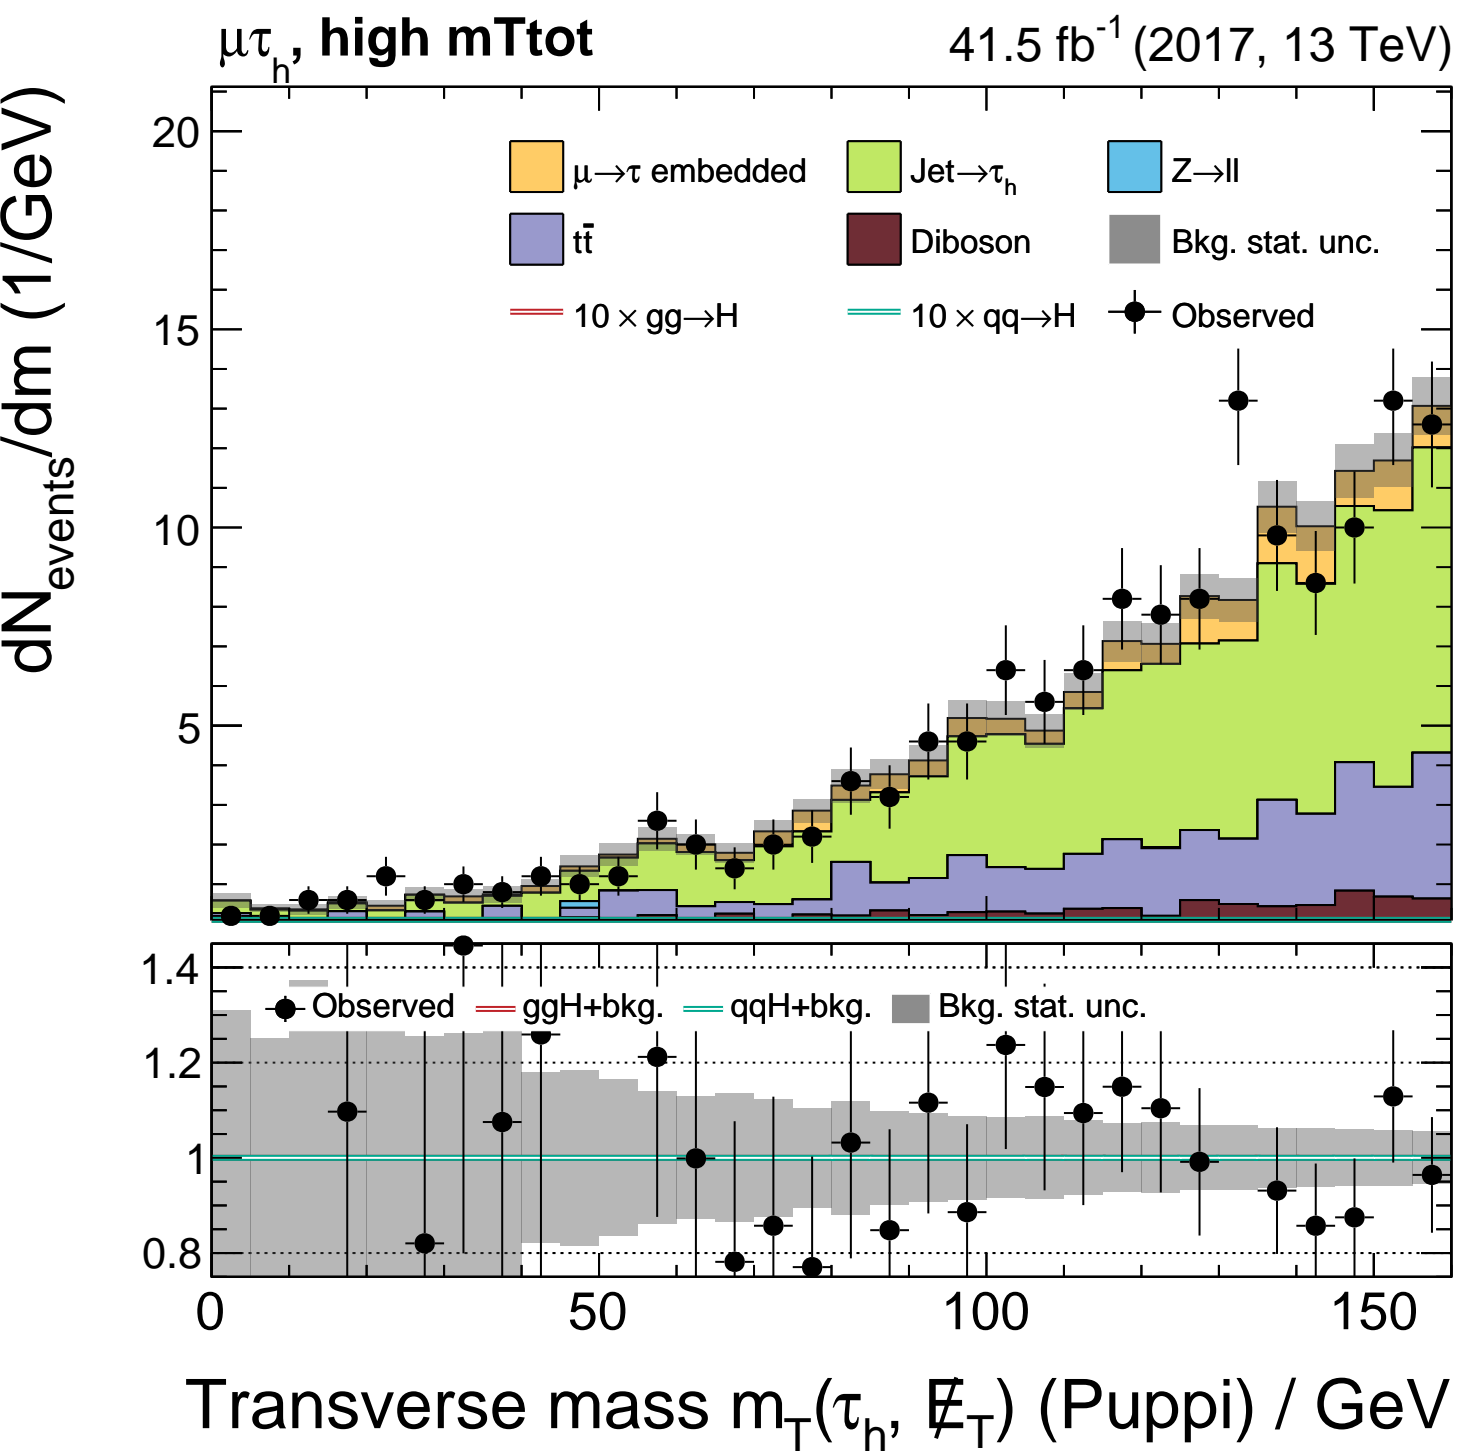 μτh, high mTtot 41.5 fb-1 (2017, 13 TeV)
dNevents/dm (1/GeV)
20
15
10
5
μ→τ embedded Jet→τh Z→ll
tt̄ Diboson Bkg. stat. unc.
10 × gg→H 10 × qq→H Observed
1.4
1.2
1
0.8
Observed ggH+bkg. qqH+bkg. Bkg. stat. unc.
0 50 100 150
Transverse mass mT(τh, E̸T) (Puppi) / GeV